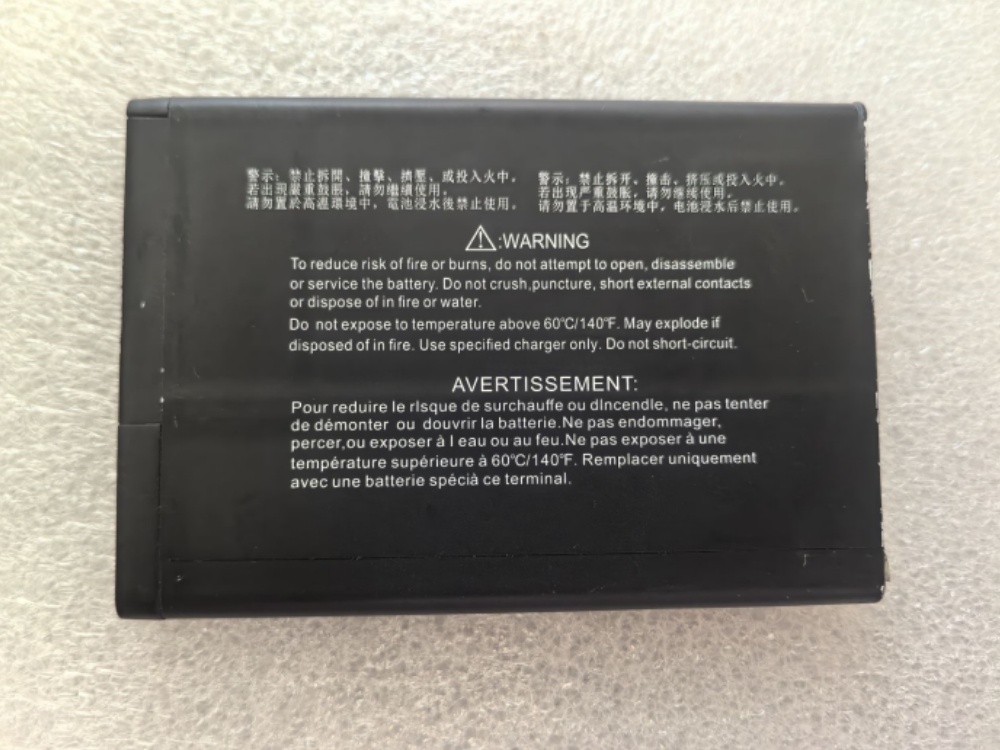 警示：禁止拆開、撞擊、擠壓、或投入火中。
若出現嚴重鼓脹，請勿繼續使用。
請勿置於高溫環境中，電池浸水後禁止使用。
警示：禁止拆开、撞击、挤压或投入火中。
若出现严重鼓胀，请勿继续使用。
请勿置于高温环境中，电池浸水后禁止使用。
⚠:WARNING
To reduce risk of fire or burns, do not attempt to open, disassemble
or service the battery. Do not crush,puncture, short external contacts
or dispose of in fire or water.
Do not expose to temperature above 60℃/140℉. May explode if
disposed of in fire. Use specified charger only. Do not short-circuit.
AVERTISSEMENT:
Pour reduire le rIsque de surchauffe ou dIncendle, ne pas tenter
de démonter ou douvrir la batterie.Ne pas endommager,
percer,ou exposer à l eau ou au feu.Ne pas exposer à une
température supérieure à 60℃/140℉. Remplacer uniquement
avec une batterie spécià ce terminal.